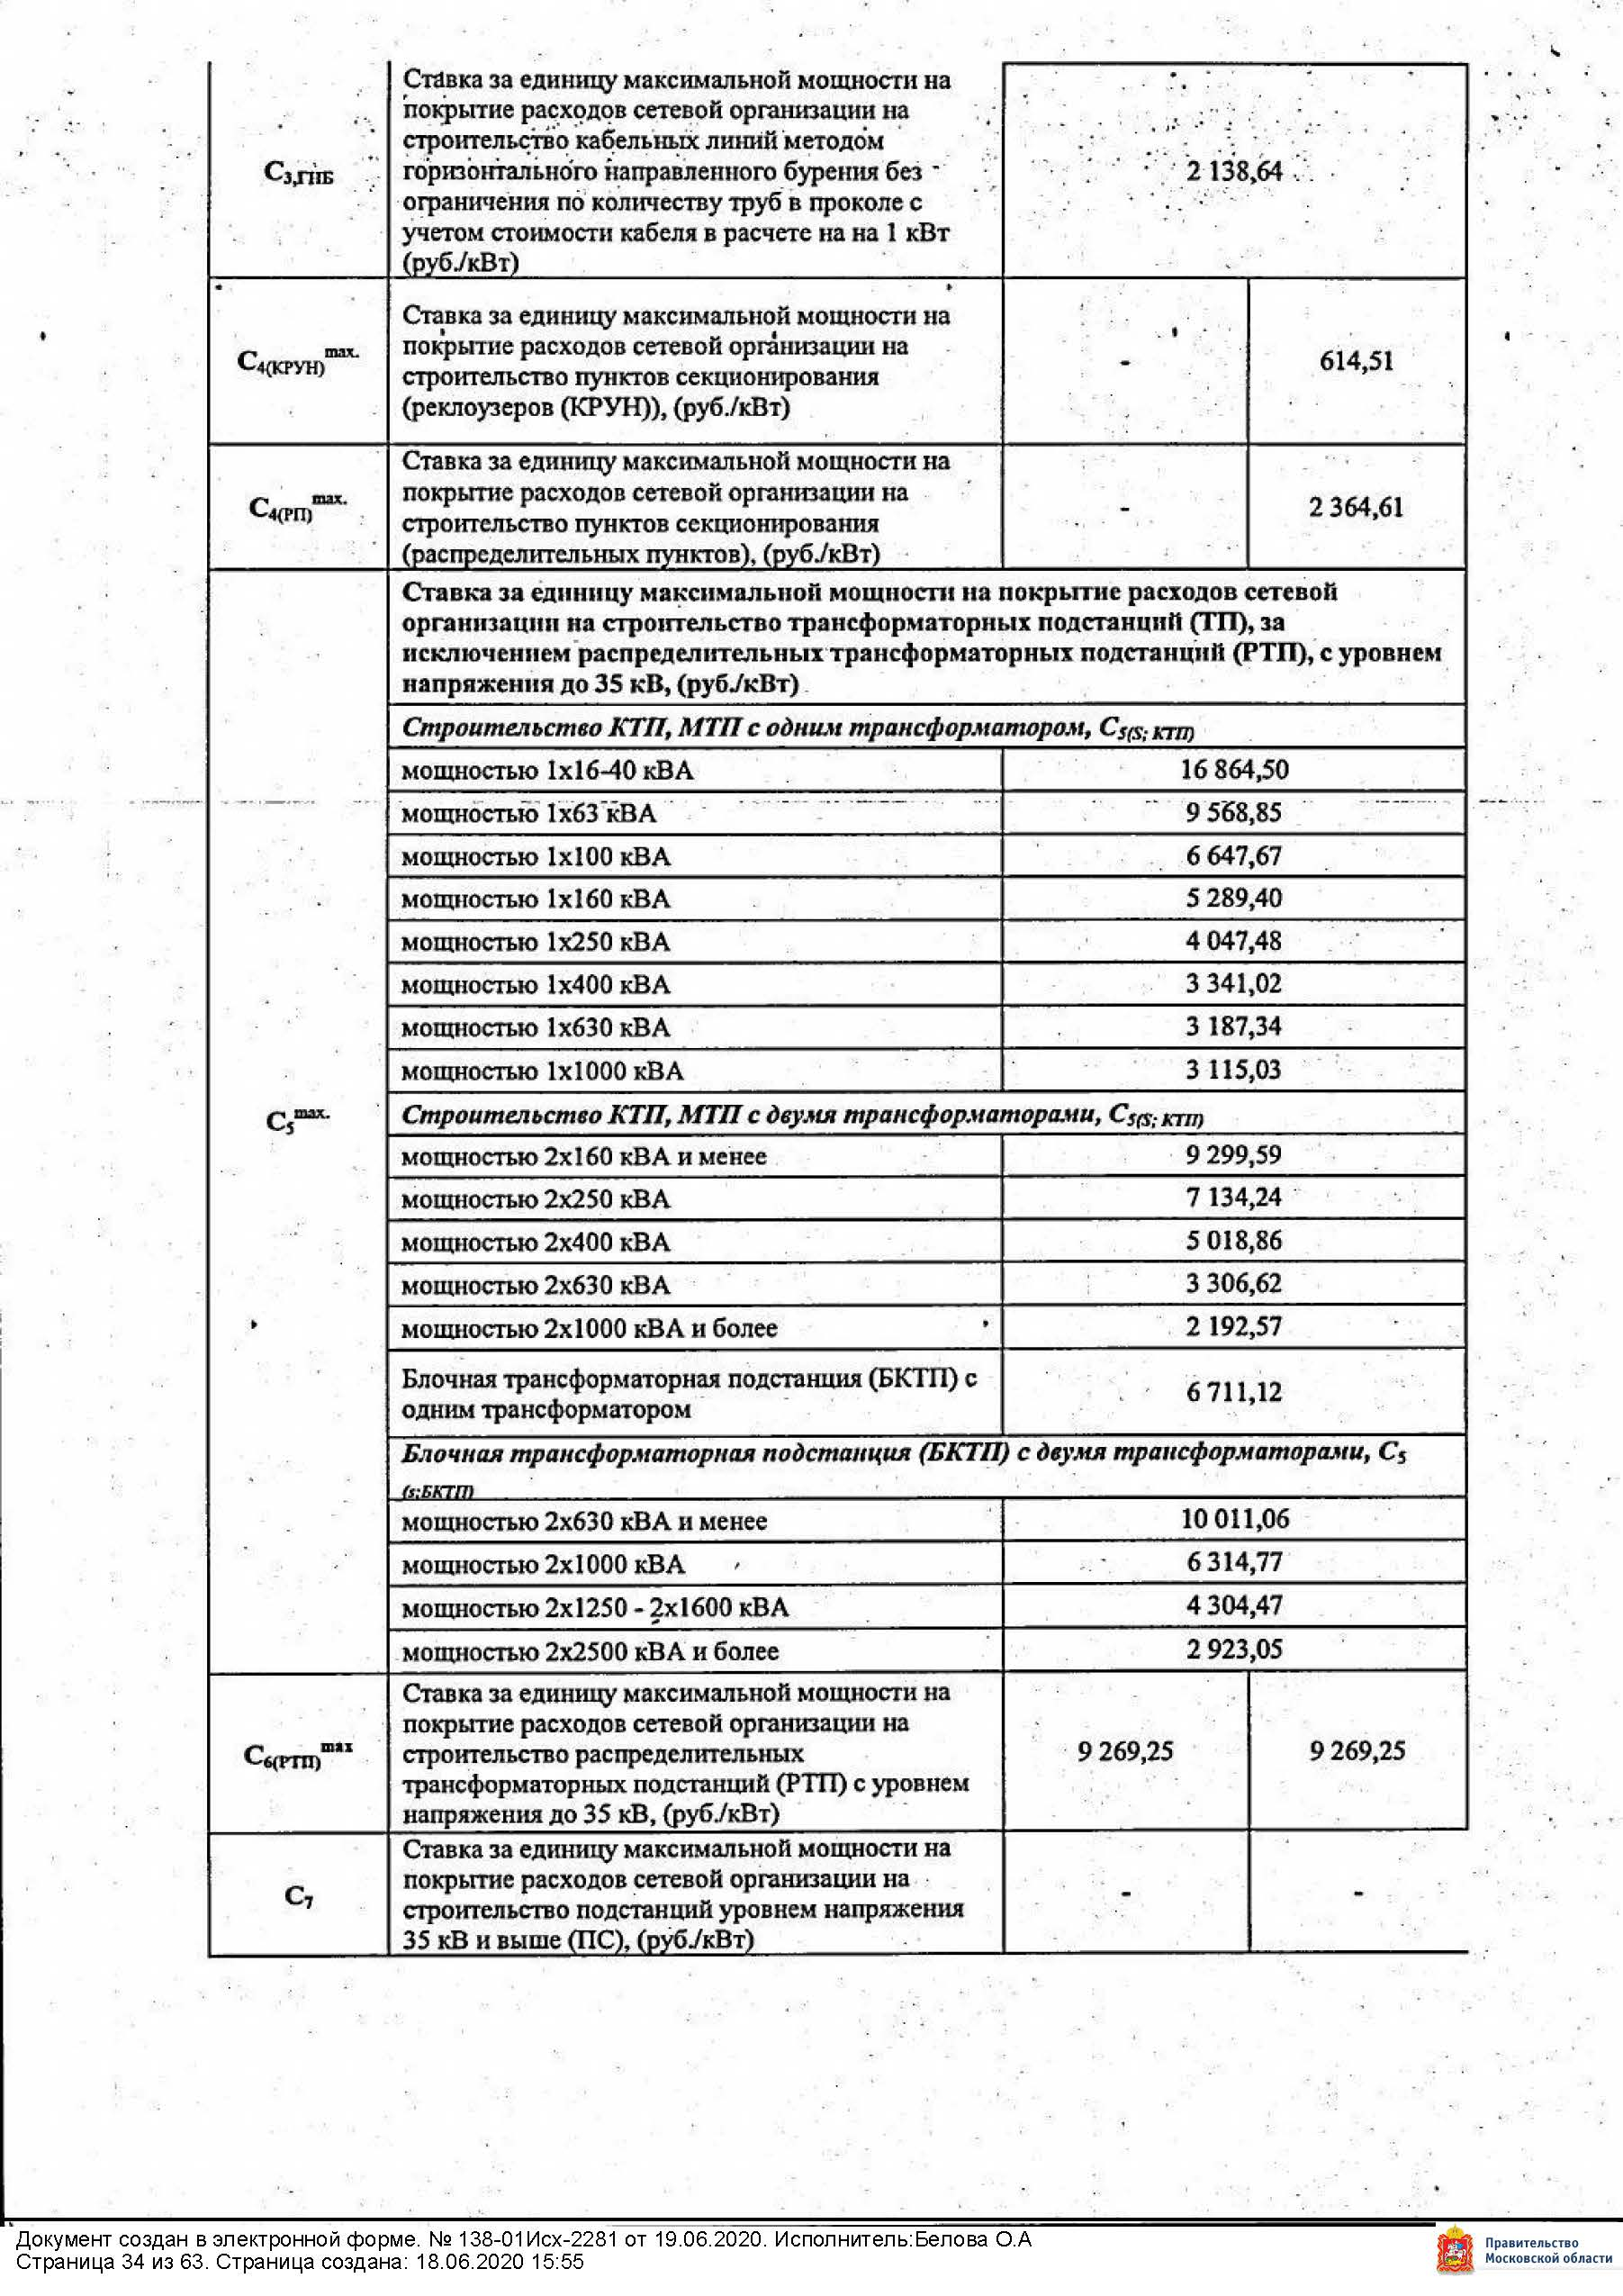 Ставка за единицу максимальной мощности на
покрытие расходов сетевой организации на
строительство кабельных линий методом
горизонтального направленного бурения без
ограничения по количеству труб в проколе с
учетом стоимости кабеля в расчете на на 1 кВт
(руб./кВт)
С3,ГНБ
2 138,64
Ставка за единицу максимальной мощности на
покрытие расходов сетевой организации на
строительство пунктов секционирования
(реклоузеров (КРУН)), (руб./кВт)
С4(КРУН) max.
-
614,51
Ставка за единицу максимальной мощности на
покрытие расходов сетевой организации на
строительство пунктов секционирования
(распределительных пунктов), (руб./кВт)
С4(РП) max.
-
2 364,61
Ставка за единицу максимальной мощности на покрытие расходов сетевой
организации на строительство трансформаторных подстанций (ТП), за
исключением распределительных трансформаторных подстанций (РТП), с уровнем
напряжения до 35 кВ, (руб./кВт)
Строительство КТП, МТП с одним трансформатором, С5(S; КТП)
мощностью 1х16-40 кВА 16 864,50
мощностью 1х63 кВА 9 568,85
мощностью 1х100 кВА 6 647,67
мощностью 1х160 кВА 5 289,40
мощностью 1х250 кВА 4 047,48
мощностью 1х400 кВА 3 341,02
мощностью 1х630 кВА 3 187,34
мощностью 1х1000 кВА 3 115,03
С5 max.
Строительство КТП, МТП с двумя трансформаторами, С5(S; КТП)
мощностью 2х160 кВА и менее 9 299,59
мощностью 2х250 кВА 7 134,24
мощностью 2х400 кВА 5 018,86
мощностью 2х630 кВА 3 306,62
мощностью 2х1000 кВА и более 2 192,57
Блочная трансформаторная подстанция (БКТП) с
одним трансформатором
6 711,12
Блочная трансформаторная подстанция (БКТП) с двумя трансформаторами, С5
(s;БКТП)
мощностью 2х630 кВА и менее 10 011,06
мощностью 2х1000 кВА 6 314,77
мощностью 2х1250 - 2х1600 кВА 4 304,47
мощностью 2х2500 кВА и более 2 923,05
Ставка за единицу максимальной мощности на
покрытие расходов сетевой организации на
строительство распределительных
трансформаторных подстанций (РТП) с уровнем
напряжения до 35 кВ, (руб./кВт)
С6(РТП) max
9 269,25
9 269,25
Ставка за единицу максимальной мощности на
покрытие расходов сетевой организации на
строительство подстанций уровнем напряжения
35 кВ и выше (ПС), (руб./кВт)
С7
-
-
Документ создан в электронной форме. № 138-01Исх-2281 от 19.06.2020. Исполнитель:Белова О.А
Страница 34 из 63. Страница создана: 18.06.2020 15:55
Правительство
Московской области